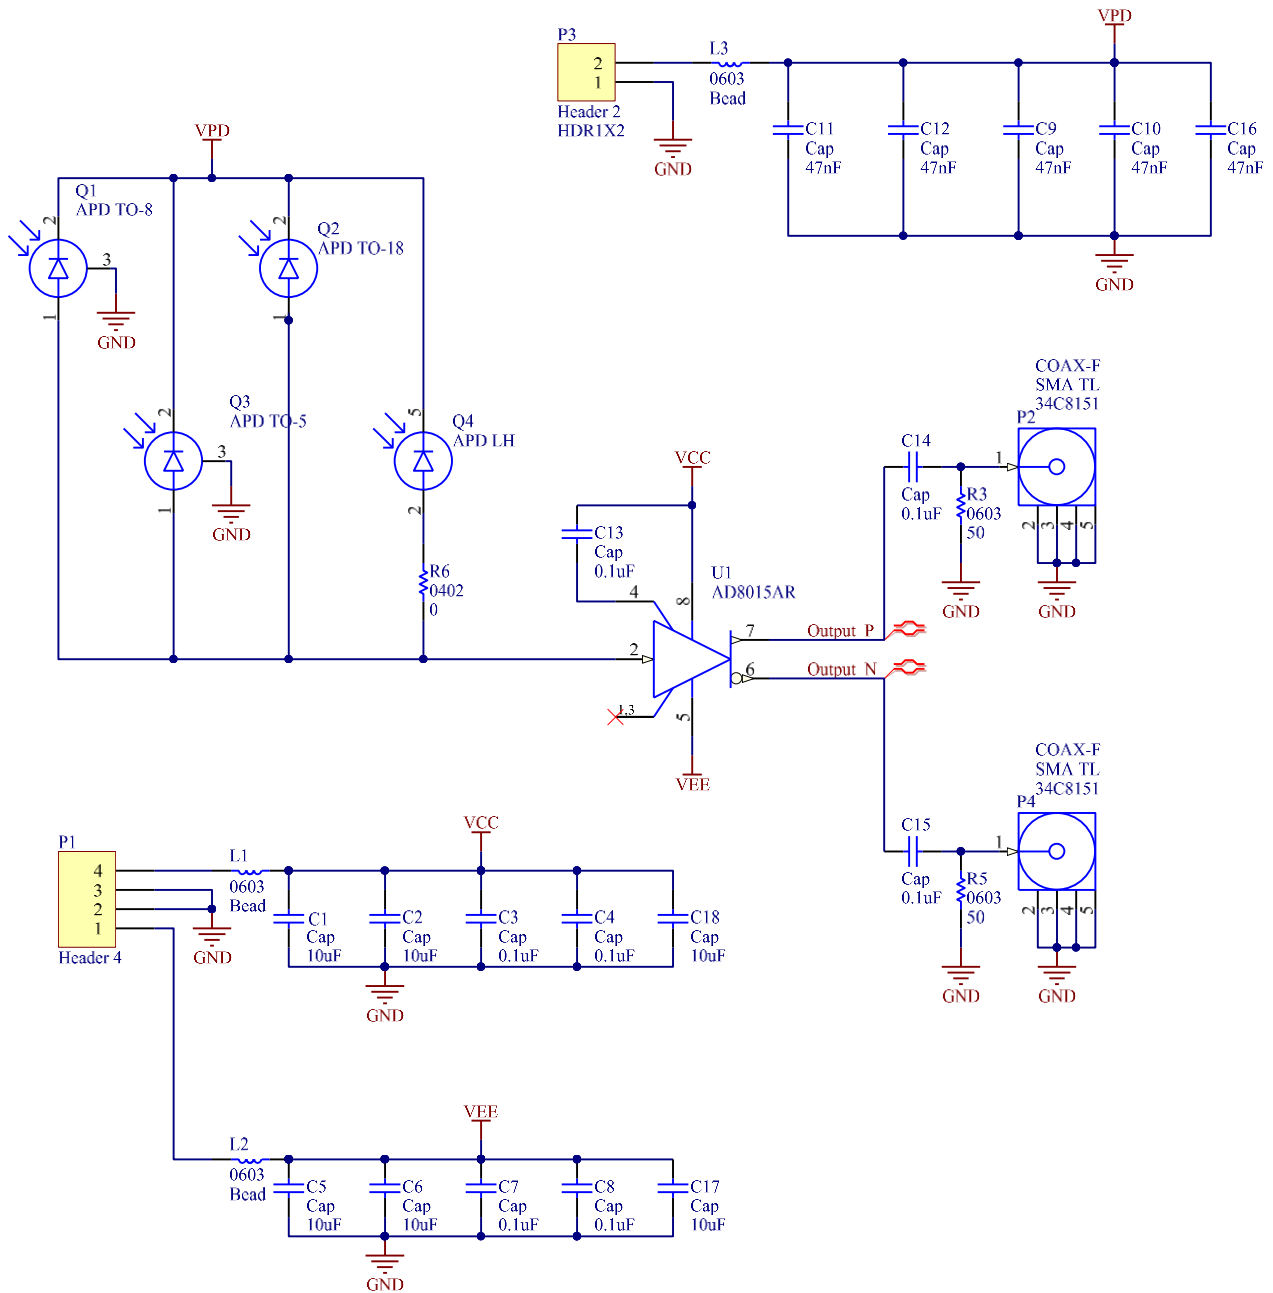 P3
2
1
Header 2
HDR1X2
GND
L3
0603
Bead
VPD
C11
Cap
47nF
C12
Cap
47nF
C9
Cap
47nF
C10
Cap
47nF
C16
Cap
47nF
GND
VPD
Q1
APD TO-8
2
3
1
GND
Q2
APD TO-18
2
1
Q3
APD TO-5
2
3
1
GND
Q4
APD LH
5
2
R6
0402
0
VCC
C13
Cap
0.1uF
U1
AD8015AR
4
8
2
7
6
1,3
5
VEE
Output P
Output N
C14
Cap
0.1uF
R3
0603
50
GND
COAX-F
SMA TL
34C8151
P2
1
2
3
4
5
GND
C15
Cap
0.1uF
R5
0603
50
GND
COAX-F
SMA TL
34C8151
P4
1
2
3
4
5
GND
P1
4
3
2
1
Header 4
GND
L1
0603
Bead
VCC
C1
Cap
10uF
C2
Cap
10uF
C3
Cap
0.1uF
C4
Cap
0.1uF
C18
Cap
10uF
GND
L2
0603
Bead
VEE
C5
Cap
10uF
C6
Cap
10uF
C7
Cap
0.1uF
C8
Cap
0.1uF
C17
Cap
10uF
GND